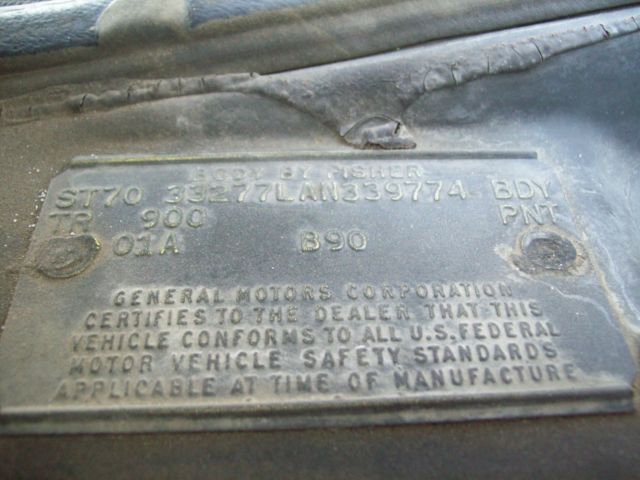 BODY BY FISHER
ST70 33277LAN339774 BDY
TR 900 PNT
01A B90
GENERAL MOTORS CORPORATION
CERTIFIES TO THE DEALER THAT THIS
VEHICLE CONFORMS TO ALL U.S. FEDERAL
MOTOR VEHICLE SAFETY STANDARDS
APPLICABLE AT TIME OF MANUFACTURE